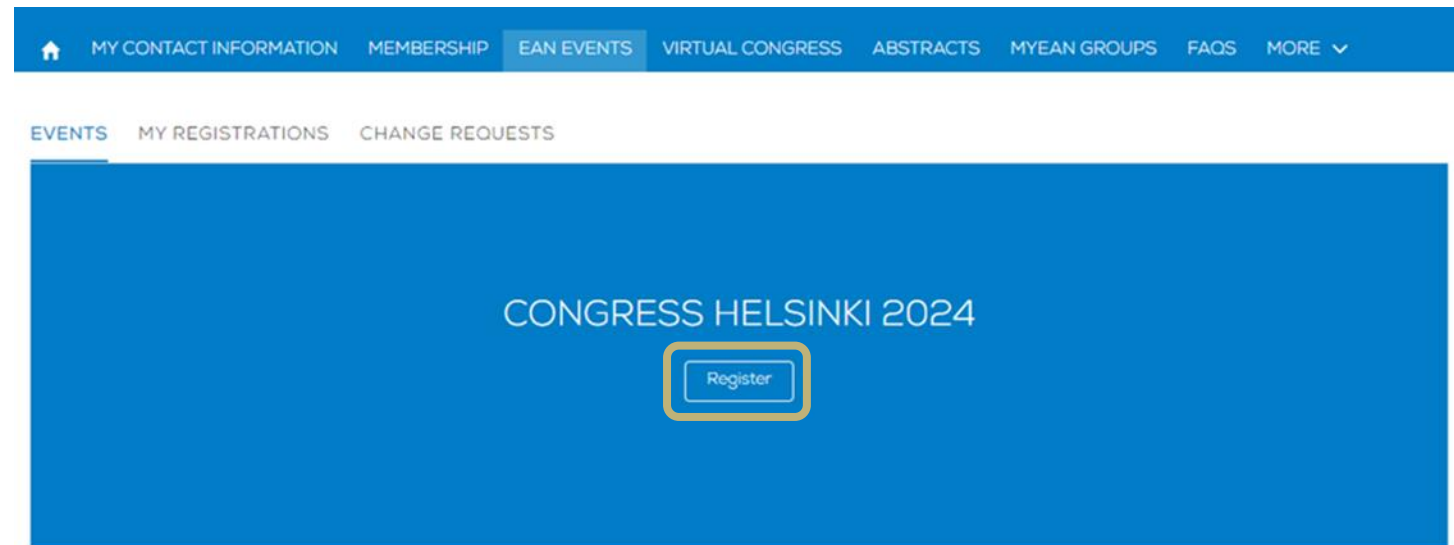 MY CONTACT INFORMATION MEMBERSHIP EAN EVENTS VIRTUAL CONGRESS ABSTRACTS MYEAN GROUPS FAQS MORE
EVENTS MY REGISTRATIONS CHANGE REQUESTS
CONGRESS HELSINKI 2024
Register